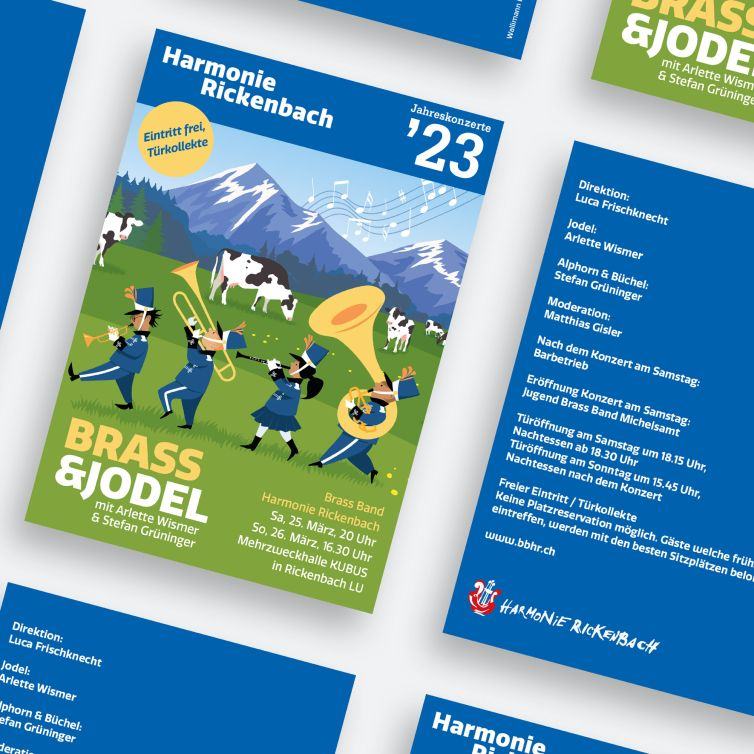 Harmonie
Rickenbach
Jahreskonzerte
’23
Eintritt frei,
Türkollekte
BRASS
&JODEL
mit Arlette Wismer
& Stefan Grüninger
Brass Band
Harmonie Rickenbach
Sa, 25. März, 20 Uhr
So, 26. März, 16.30 Uhr
Mehrzweckhalle KUBUS
in Rickenbach LU
BRASS
&JODE
mit Arlette Wism
& Stefan Grüninge
Direktion:
Luca Frischknecht
Jodel:
Arlette Wismer
Alphorn & Büchel:
Stefan Grüninger
Moderation:
Matthias Gisler
Nach dem Konzert am Samstag:
Barbetrieb
Eröffnung Konzert am Samstag:
Jugend Brass Band Michelsamt
Türöffnung am Samstag um 18.15 Uhr,
Nachtessen ab 18.30 Uhr
Türöffnung am Sonntag um 15.45 Uhr,
Nachtessen nach dem Konzert
Freier Eintritt / Türkollekte
Keine Platzreservation möglich. Gäste welche früh
eintreffen, werden mit den besten Sitzplätzen belo
www.bbhr.ch
HARMONIE RICKENBACH
Direktion:
Luca Frischknecht
Jodel:
Arlette Wismer
lphorn & Büchel:
efan Grüninger
Harmonie